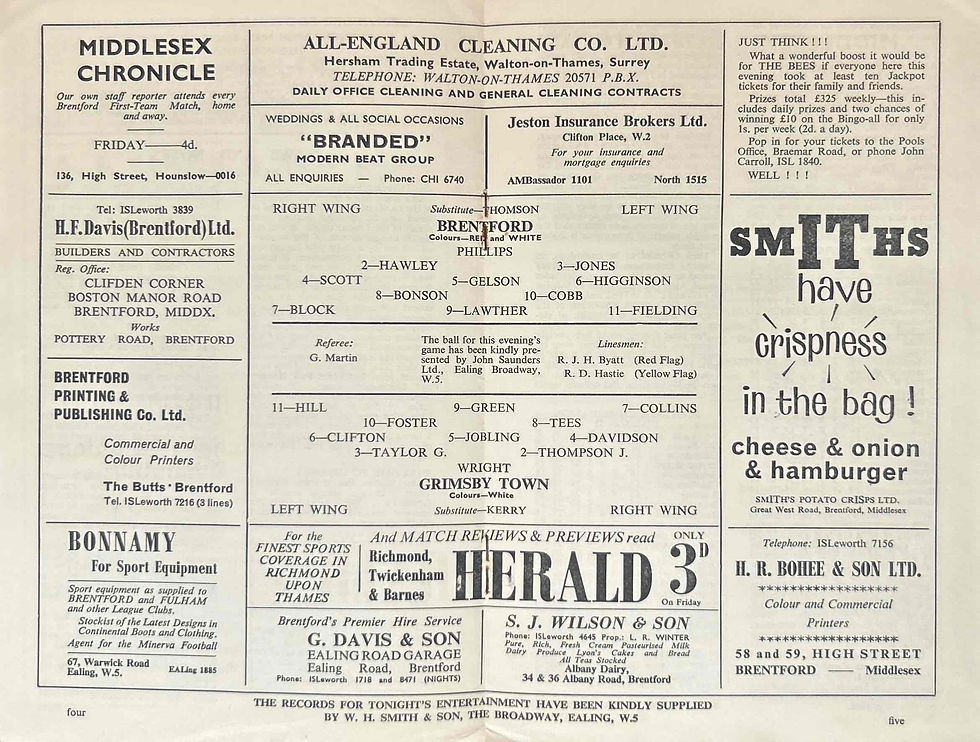 MIDDLESEX
CHRONICLE
Our own staff reporter attends every
Brentford First-Team Match, home
and away.
FRIDAY——4d.
136, High Street, Hounslow—0016
Tel: ISLeworth 3839
H.F.Davis(Brentford)Ltd.
BUILDERS AND CONTRACTORS
Reg. Office:
CLIFDEN CORNER
BOSTON MANOR ROAD
BRENTFORD, MIDDX.
Works
POTTERY ROAD, BRENTFORD
BRENTFORD
PRINTING &
PUBLISHING Co. Ltd.
Commercial and
Colour Printers
The Butts · Brentford
Tel. ISLeworth 7216 (3 lines)
BONNAMY
For Sport Equipment
Sport equipment as supplied to
BRENTFORD and FULHAM
and other League Clubs.
Stockist of the Latest Designs in
Continental Boots and Clothing.
Agent for the Minerva Football
67, Warwick Road
Ealing, W.5. EALing 1885
ALL-ENGLAND CLEANING CO. LTD.
Hersham Trading Estate, Walton-on-Thames, Surrey
TELEPHONE: WALTON-ON-THAMES 20571 P.B.X.
DAILY OFFICE CLEANING AND GENERAL CLEANING CONTRACTS
WEDDINGS & ALL SOCIAL OCCASIONS
"BRANDED"
MODERN BEAT GROUP
ALL ENQUIRIES — Phone: CHI 6740
Jeston Insurance Brokers Ltd.
Clifton Place, W.2
For your insurance and
mortgage enquiries
AMBassador 1101 North 1515
RIGHT WING Substitute—THOMSON LEFT WING
BRENTFORD
Colours—RED and WHITE
PHILLIPS
2—HAWLEY 3—JONES
4—SCOTT 5—GELSON 6—HIGGINSON
8—BONSON 10—COBB
7—BLOCK 9—LAWTHER 11—FIELDING
Referee:
G. Martin
The ball for this evening's
game has been kindly pre-
sented by John Saunders
Ltd., Ealing Broadway,
W.5.
Linesmen:
R. J. H. Byatt (Red Flag)
R. D. Hastie (Yellow Flag)
11—HILL 9—GREEN 7—COLLINS
10—FOSTER 8—TEES
6—CLIFTON 5—JOBLING 4—DAVIDSON
3—TAYLOR G. 2—THOMPSON J.
WRIGHT
GRIMSBY TOWN
Colours—White
LEFT WING Substitute—KERRY RIGHT WING
For the
FINEST SPORTS
COVERAGE IN
RICHMOND
UPON
THAMES
And MATCH REVIEWS & PREVIEWS read
Richmond,
Twickenham
& Barnes
HERALD
ONLY
3D
On Friday
Brentford's Premier Hire Service
G. DAVIS & SON
EALING ROAD GARAGE
Ealing Road, Brentford
Phone: ISLeworth 1718 and 8471 (NIGHTS)
S. J. WILSON & SON
Phone: ISLeworth 4645 Prop.: L. R. WINTER
Pure, Rich, Fresh Cream Pasteurised Milk
Dairy Produce Lyon's Cakes and Bread
All Teas Stocked
Albany Dairy,
34 & 36 Albany Road, Brentford
JUST THINK ! ! !
What a wonderful boost it would be
for THE BEES if everyone here this
evening took at least ten Jackpot
tickets for their family and friends.
Prizes total £325 weekly—this in-
cludes daily prizes and two chances of
winning £10 on the Bingo-all for only
1s. per week (2d. a day).
Pop in for your tickets to the Pools
Office, Braemar Road, or phone John
Carroll, ISL 1840.
WELL ! ! !
SMITHS
have
crispness
in the bag !
cheese & onion
& hamburger
SMITH'S POTATO CRISPS LTD.
Great West Road, Brentford, Middlesex
Telephone: ISLeworth 7156
H. R. BOHEE & SON LTD.
********************
Colour and Commercial
Printers
********************
58 and 59, HIGH STREET
BRENTFORD — Middlesex
THE RECORDS FOR TONIGHT'S ENTERTAINMENT HAVE BEEN KINDLY SUPPLIED
BY W. H. SMITH & SON, THE BROADWAY, EALING, W.5
four
five